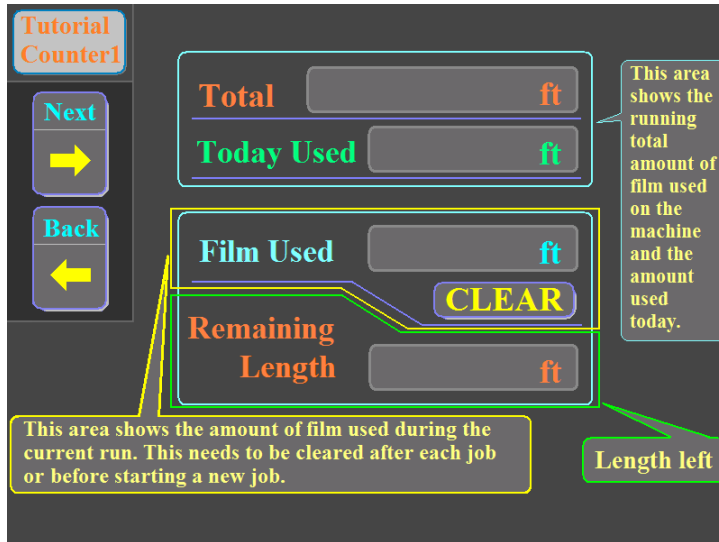 Tutorial
Counter1
Next
Back
Total
ft
Today Used
ft
Film Used
ft
CLEAR
Remaining
Length
ft
This area
shows the
running
total
amount of
film used
on the
machine
and the
amount
used
today.
This area shows the amount of film used during the
current run. This needs to be cleared after each job
or before starting a new job.
Length left